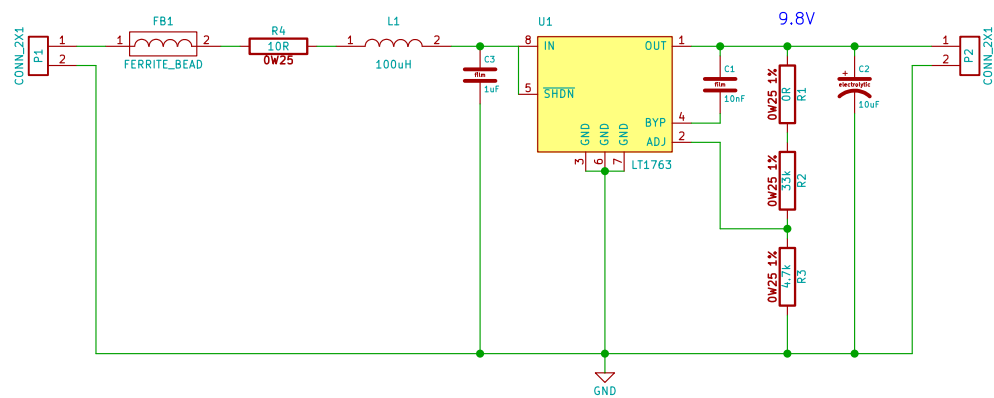 9.8V
CONN_2X1
P1
1
2
FB1
1
2
FERRITE_BEAD
R4
10R
0W25
L1
1
2
100uH
C3
film
1uF
U1
8
IN
OUT
1
5
SHDN
BYP
4
ADJ
2
GND
GND
GND
3
6
7
LT1763
C1
film
10nF
0W25 1%
0R
R1
0W25 1%
33k
R2
0W25 1%
4.7k
R3
C2
+
electrolytic
10uF
1
2
P2
CONN_2X1
GND